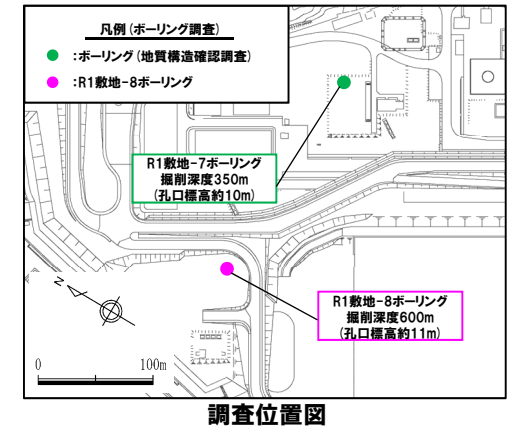 凡例(ボーリング調査)
:ボーリング(地質構造確認調査)
:R1敷地-8ボーリング
R1敷地-7ボーリング
掘削深度350m
(孔口標高約10m)
R1敷地-8ボーリング
掘削深度600m
(孔口標高約11m)
N
0 100m
調査位置図